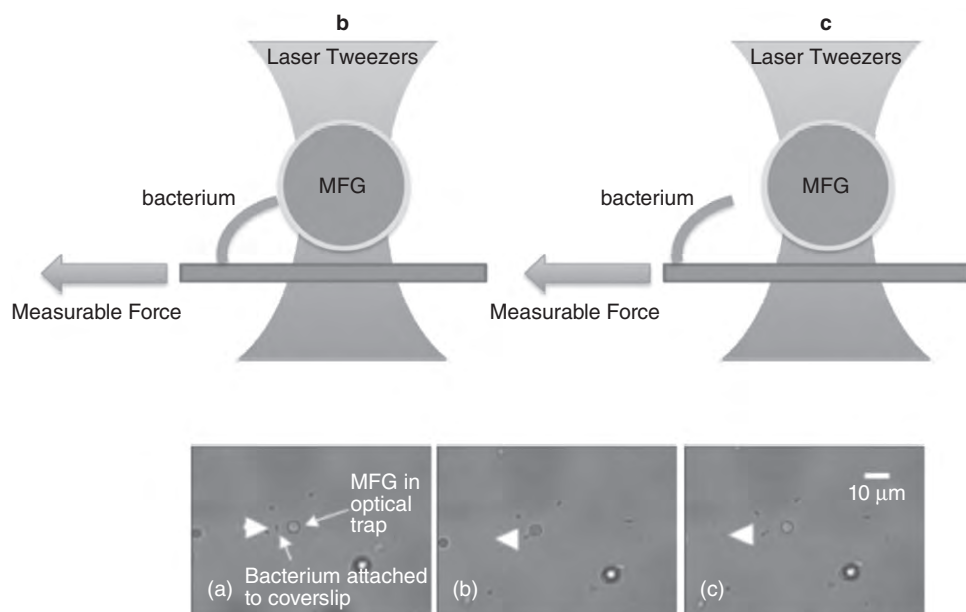 b
c
Laser Tweezers
Laser Tweezers
MFG
MFG
bacterium
bacterium
Measurable Force
Measurable Force
MFG in
optical
trap
10 μm
Bacterium attached
to coverslip
(a)
(b)
(c)